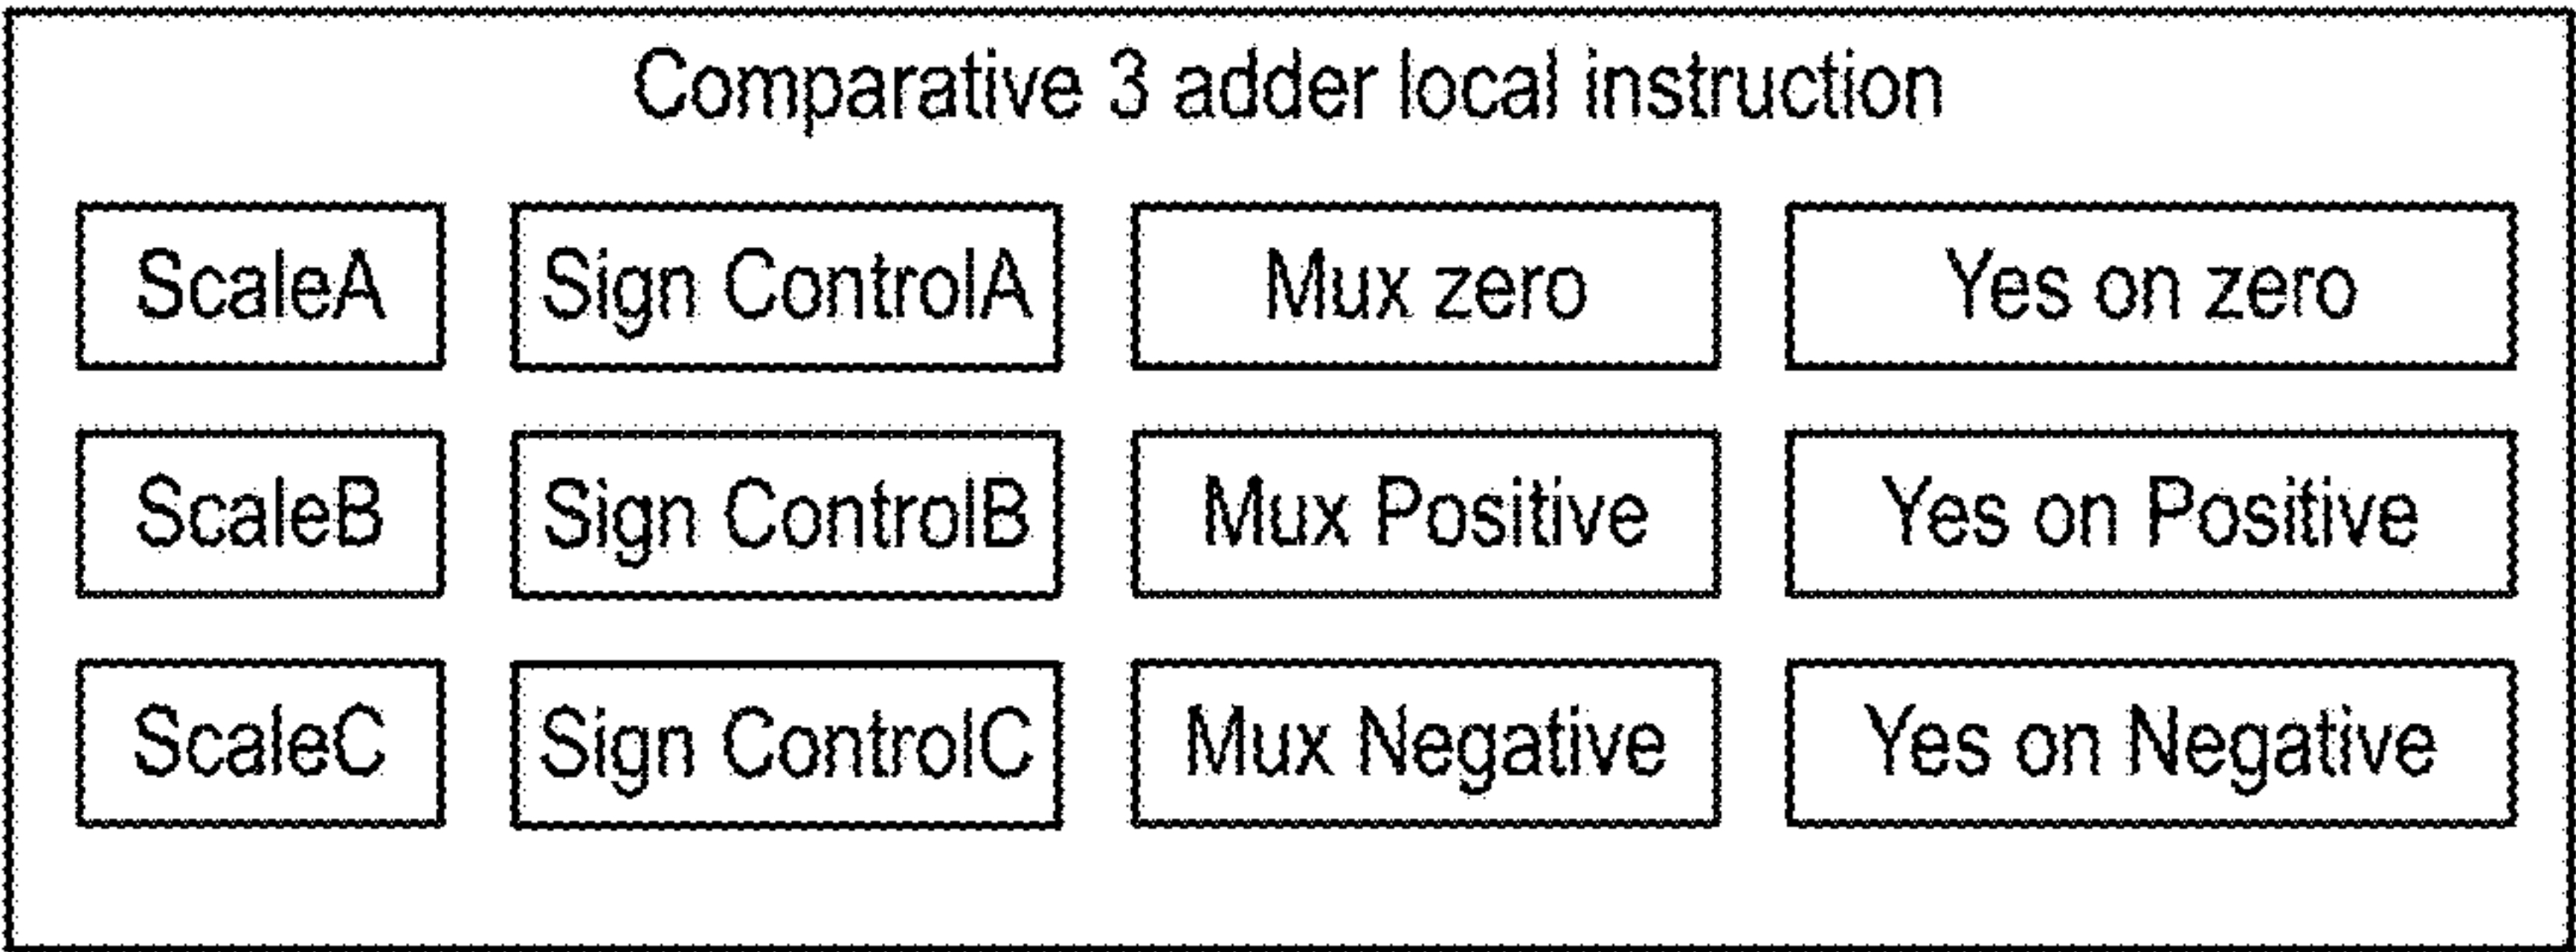 Comparative 3 adder local instruction
ScaleA Sign ControlA Mux zero Yes on zero
ScaleB Sign ControlB Mux Positive Yes on Positive
ScaleC Sign ControlC Mux Negative Yes on Negative